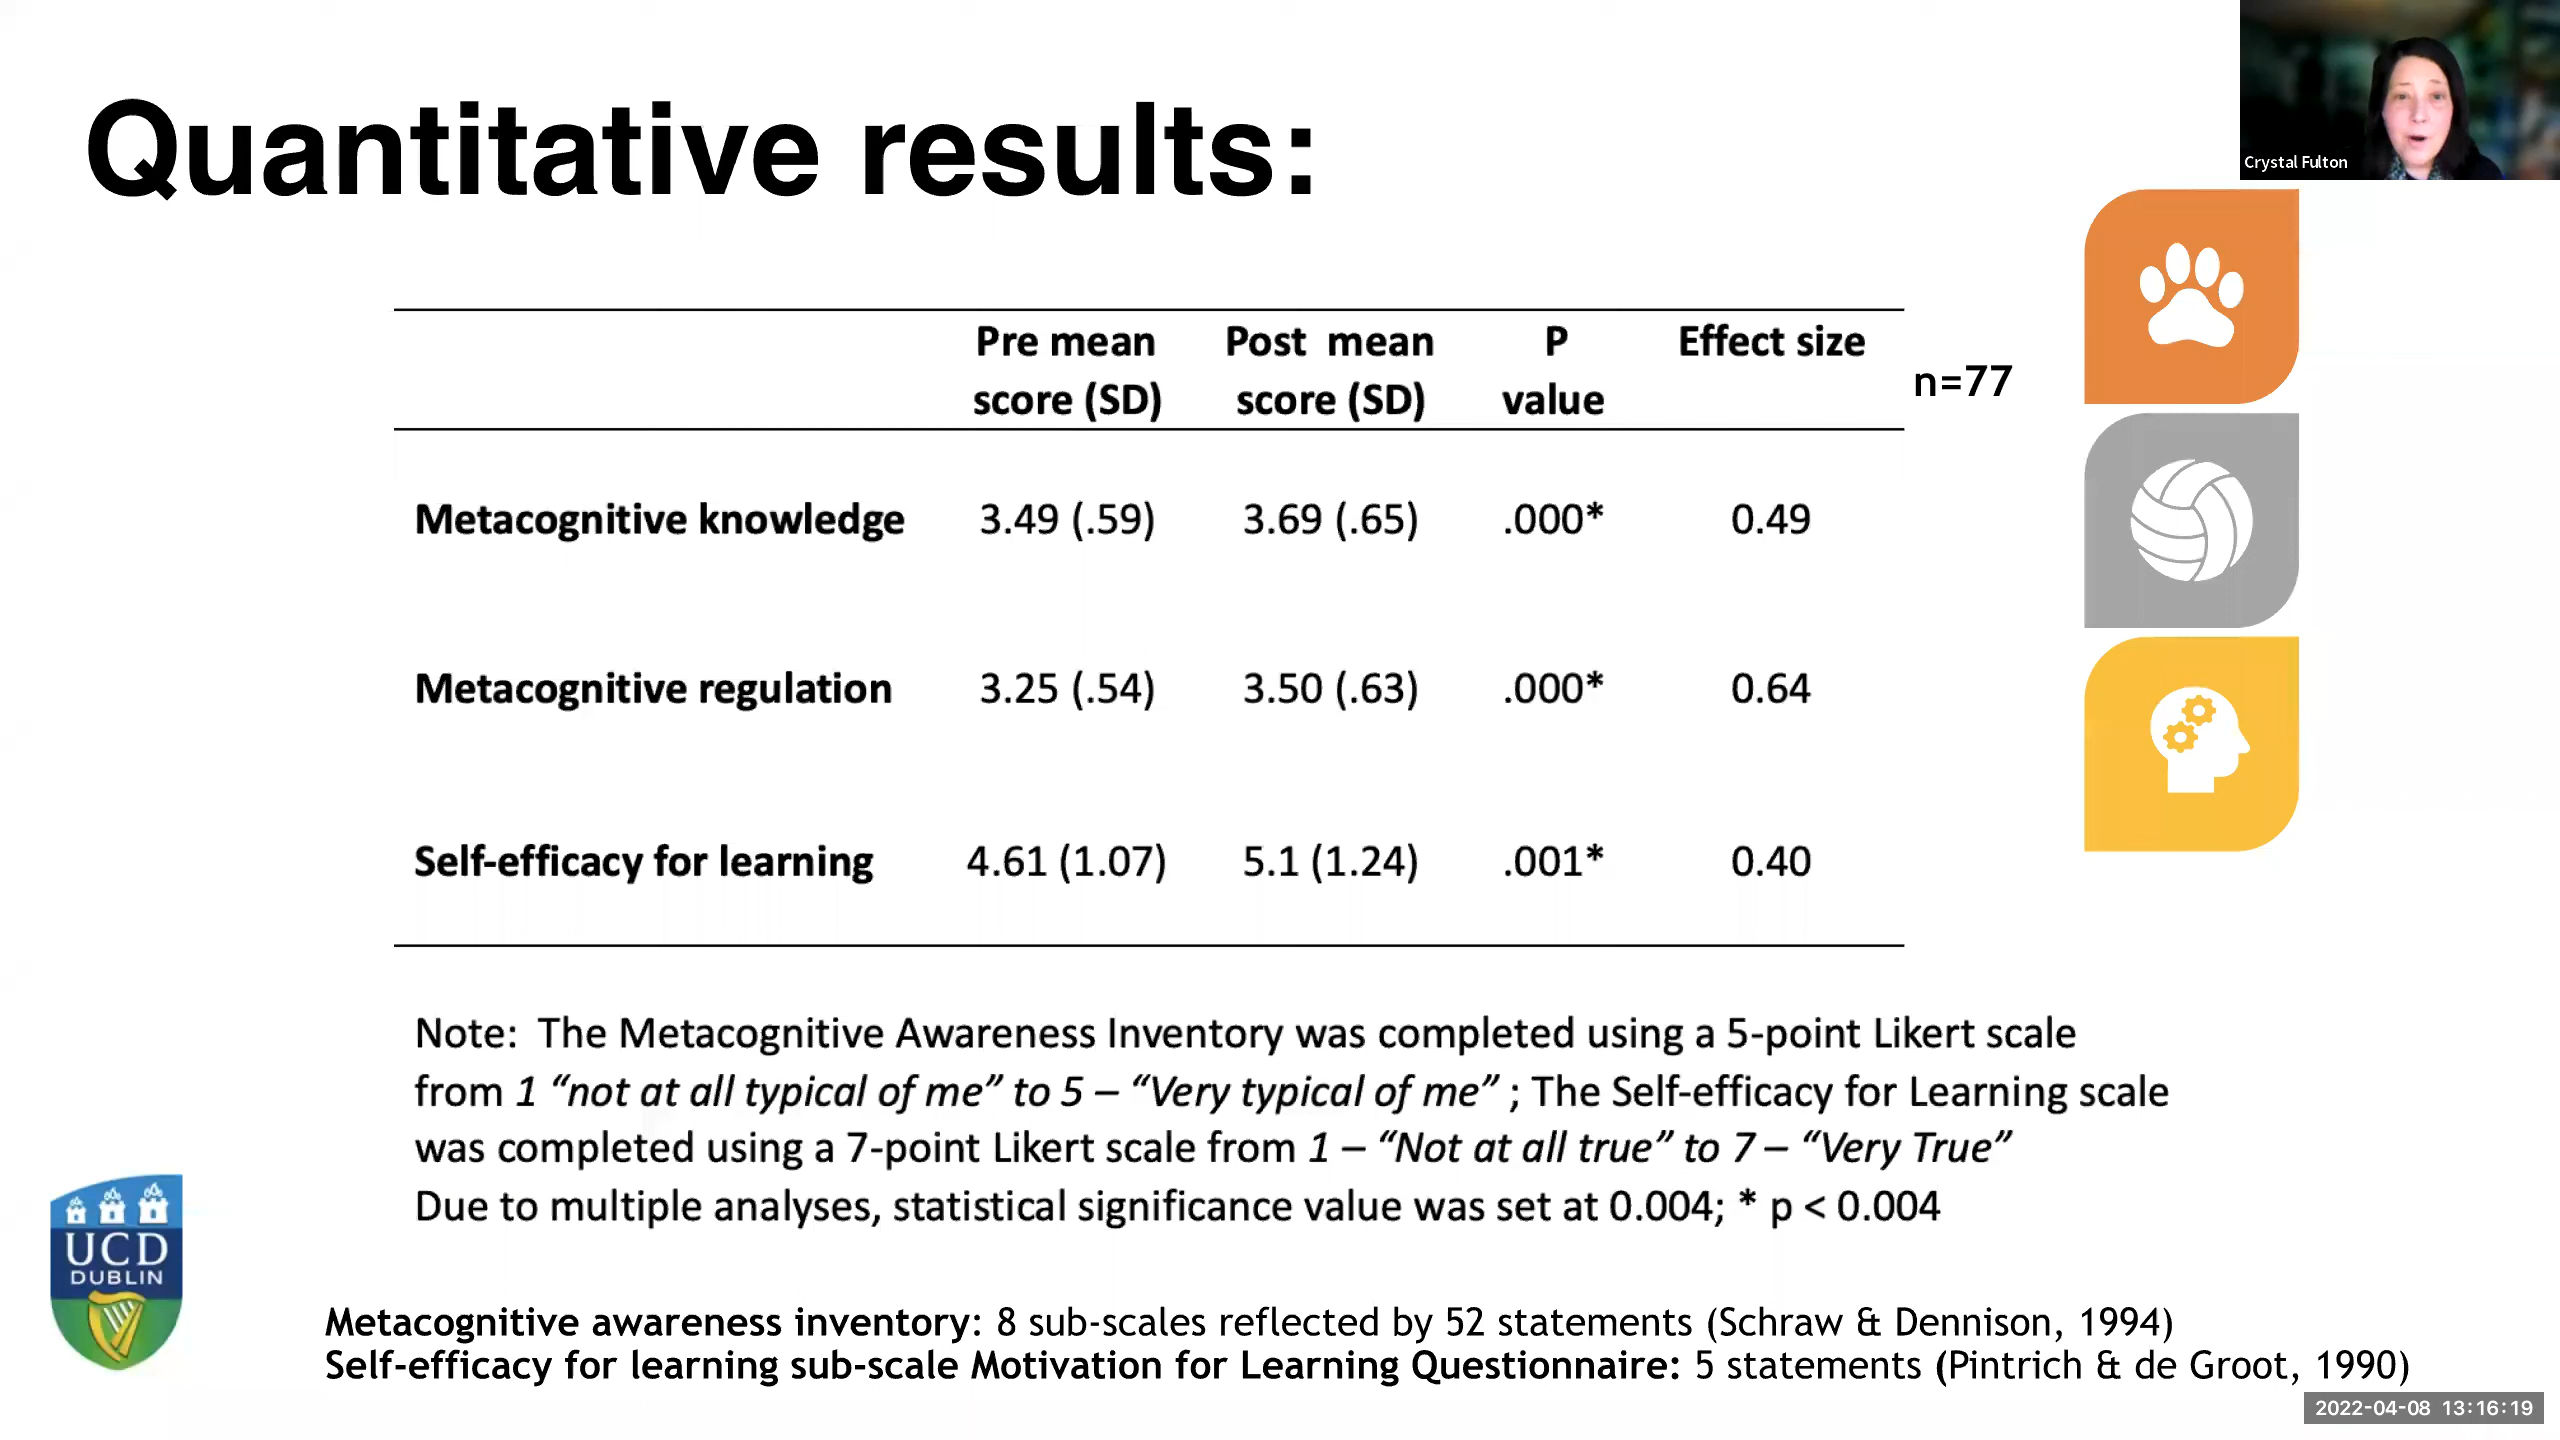 Quantitative results:
Crystal Fulton
Pre mean score (SD)
Post mean score (SD)
P value
Effect size
n=77
Metacognitive knowledge 3.49 (.59) 3.69 (.65) .000* 0.49
Metacognitive regulation 3.25 (.54) 3.50 (.63) .000* 0.64
Self-efficacy for learning 4.61 (1.07) 5.1 (1.24) .001* 0.40
Note: The Metacognitive Awareness Inventory was completed using a 5-point Likert scale
from 1 “not at all typical of me” to 5 – “Very typical of me” ; The Self-efficacy for Learning scale
was completed using a 7-point Likert scale from 1 – “Not at all true” to 7 – “Very True”
Due to multiple analyses, statistical significance value was set at 0.004; * p < 0.004
UCD
DUBLIN
Metacognitive awareness inventory: 8 sub-scales reflected by 52 statements (Schraw & Dennison, 1994)
Self-efficacy for learning sub-scale Motivation for Learning Questionnaire: 5 statements (Pintrich & de Groot, 1990)
2022-04-08 13:16:19